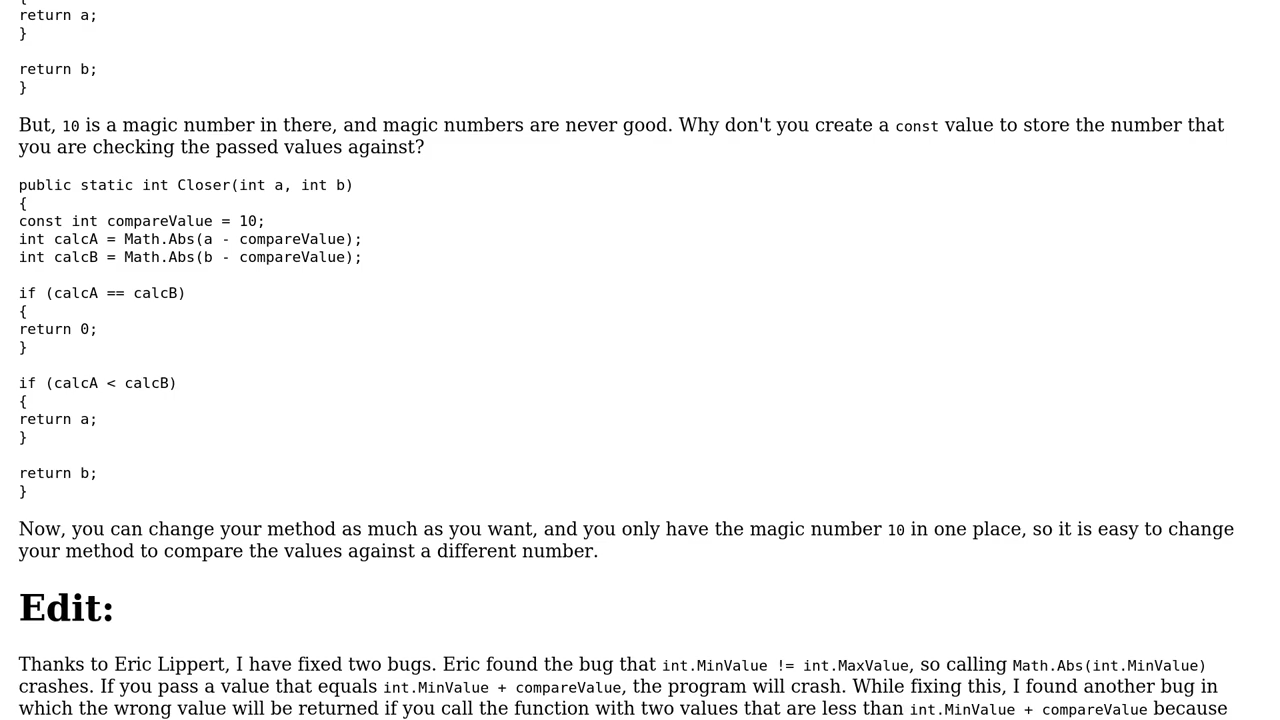 {
return a;
}
return b;
}
But, 10 is a magic number in there, and magic numbers are never good. Why don't you create a const value to store the number that
you are checking the passed values against?
public static int Closer(int a, int b)
{
const int compareValue = 10;
int calcA = Math.Abs(a - compareValue);
int calcB = Math.Abs(b - compareValue);
if (calcA == calcB)
{
return 0;
}
if (calcA < calcB)
{
return a;
}
return b;
}
Now, you can change your method as much as you want, and you only have the magic number 10 in one place, so it is easy to change
your method to compare the values against a different number.
Edit:
Thanks to Eric Lippert, I have fixed two bugs. Eric found the bug that int.MinValue != int.MaxValue, so calling Math.Abs(int.MinValue)
crashes. If you pass a value that equals int.MinValue + compareValue, the program will crash. While fixing this, I found another bug in
which the wrong value will be returned if you call the function with two values that are less than int.MinValue + compareValue because